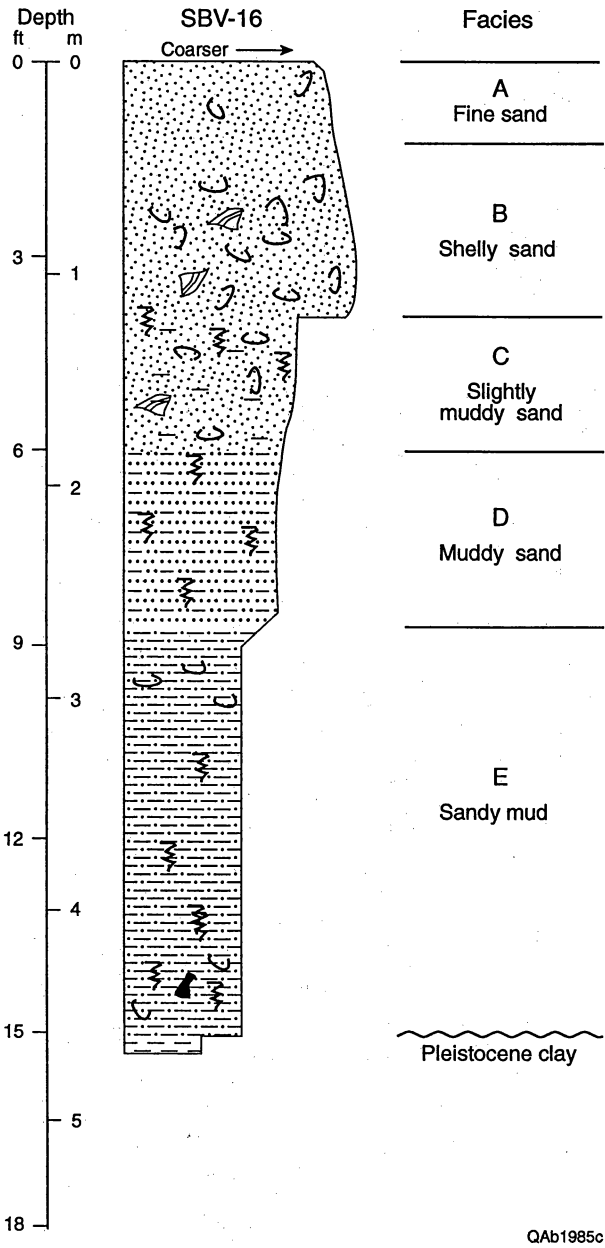 Depth
SBV-16
Facies
ft m
Coarser
0 0
A
Fine sand
B
Shelly sand
3
1
C
Slightly
muddy sand
6
2
D
Muddy sand
9
3
E
Sandy mud
12
4
15
Pleistocene clay
5
18
QAb1985c